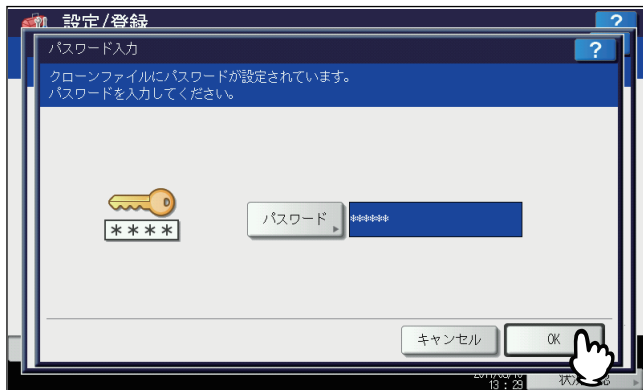 設定/登録
?
パスワード入力
?
クローンファイルにパスワードが設定されています。
パスワードを入力してください。
****
パスワード
******
キャンセル
OK
13:29